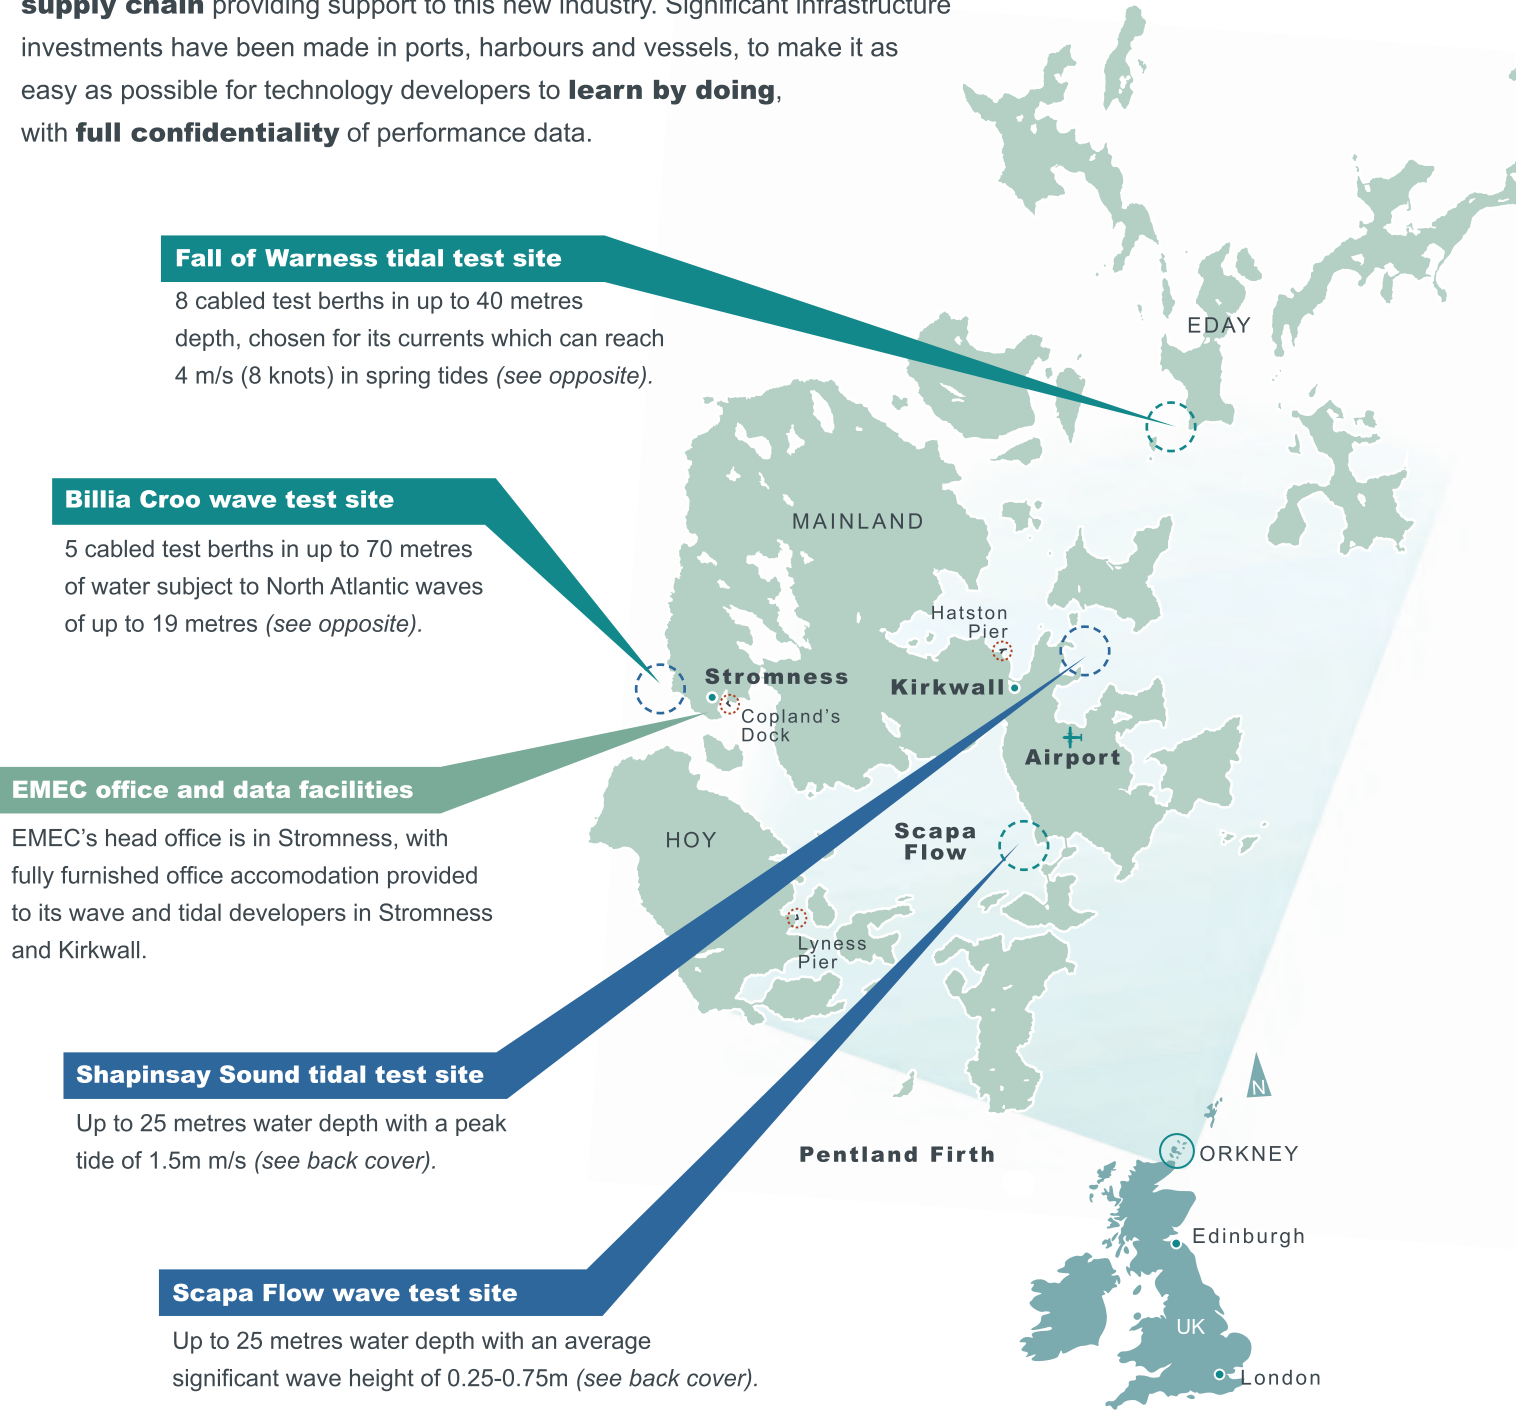 supply chain providing support to this new industry. Significant infrastructure
investments have been made in ports, harbours and vessels, to make it as
easy as possible for technology developers to learn by doing,
with full confidentiality of performance data.
Fall of Warness tidal test site
8 cabled test berths in up to 40 metres
depth, chosen for its currents which can reach
4 m/s (8 knots) in spring tides (see opposite).
EDAY
Billia Croo wave test site
5 cabled test berths in up to 70 metres
of water subject to North Atlantic waves
of up to 19 metres (see opposite).
MAINLAND
Hatston
Pier
Stromness
Kirkwall
Copland's
Dock
Airport
EMEC office and data facilities
EMEC's head office is in Stromness, with
fully furnished office accomodation provided
to its wave and tidal developers in Stromness
and Kirkwall.
HOY
Scapa
Flow
Lyness
Pier
Shapinsay Sound tidal test site
Up to 25 metres water depth with a peak
tide of 1.5m m/s (see back cover).
N
Pentland Firth
ORKNEY
Edinburgh
Scapa Flow wave test site
Up to 25 metres water depth with an average
significant wave height of 0.25-0.75m (see back cover).
UK
London